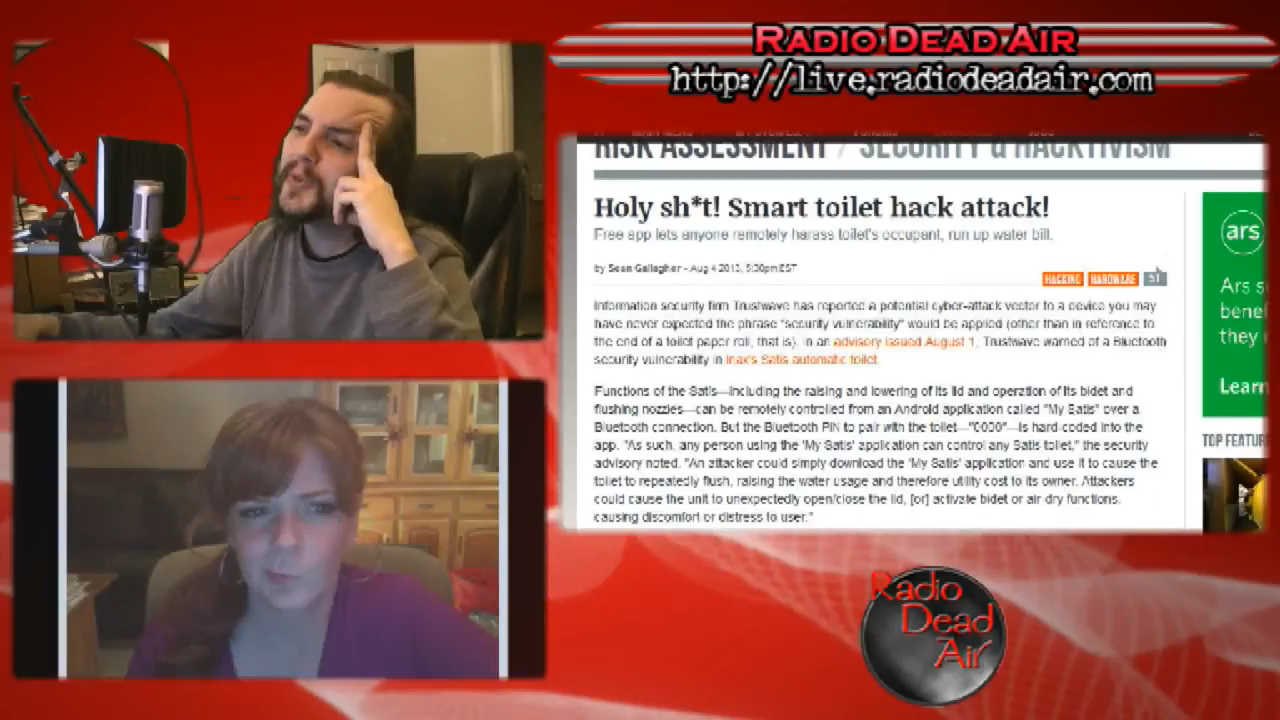 RADIO DEAD AIR
http://live.radiodeadair.com
RISK ASSESSMENT / SECURITY & HACKTIVISM
Holy sh*t! Smart toilet hack attack!
Free app lets anyone remotely harass toilet's occupant, run up water bill.
by Sean Gallagher - Aug 4 2013, 5:30pm EST
HACKING HARDWARE 51
Information security firm Trustwave has reported a potential cyber-attack vector to a device you may
have never expected the phrase "security vulnerability" would be applied (other than in reference to
the end of a toilet paper roll, that is). In an advisory issued August 1, Trustwave warned of a Bluetooth
security vulnerability in Inax's Satis automatic toilet.
Functions of the Satis—including the raising and lowering of its lid and operation of its bidet and
flushing nozzles—can be remotely controlled from an Android application called "My Satis" over a
Bluetooth connection. But the Bluetooth PIN to pair with the toilet—"0000"—is hard-coded into the
app. "As such, any person using the 'My Satis' application can control any Satis toilet," the security
advisory noted. "An attacker could simply download the 'My Satis' application and use it to cause the
toilet to repeatedly flush, raising the water usage and therefore utility cost to its owner. Attackers
could cause the unit to unexpectedly open/close the lid, [or] activate bidet or air-dry functions,
causing discomfort or distress to user."
ars
Ars s
benef
they
Learn
TOP FEATURE
Radio
Dead
Air